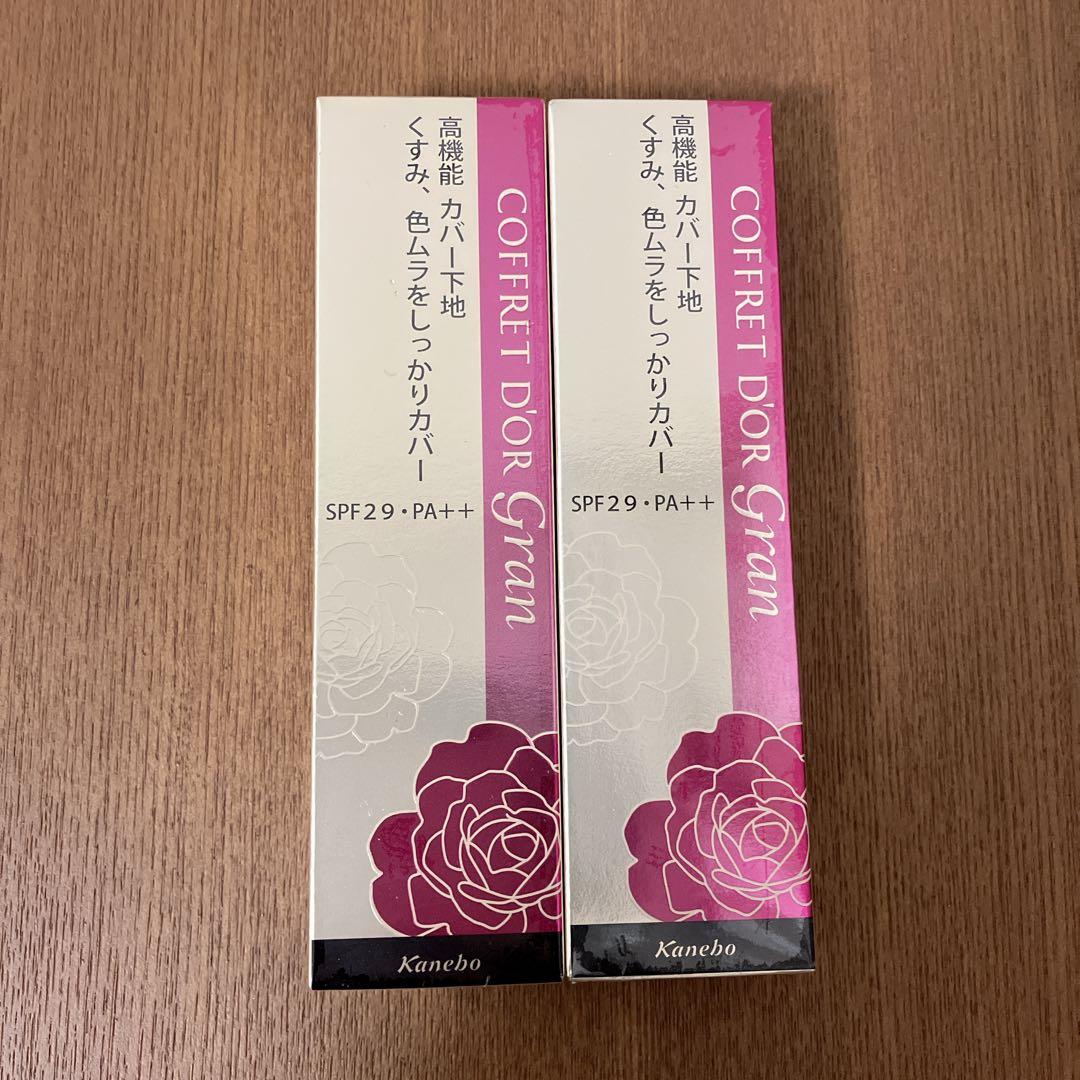 高機能 カバー下地
くすみ、色ムラをしっかりカバー
SPF29・PA++
COFFRET D'OR Gran
Kanebo
高機能 カバー下地
くすみ、色ムラをしっかりカバー
SPF29・PA++
COFFRET D'OR Gran
Kanebo